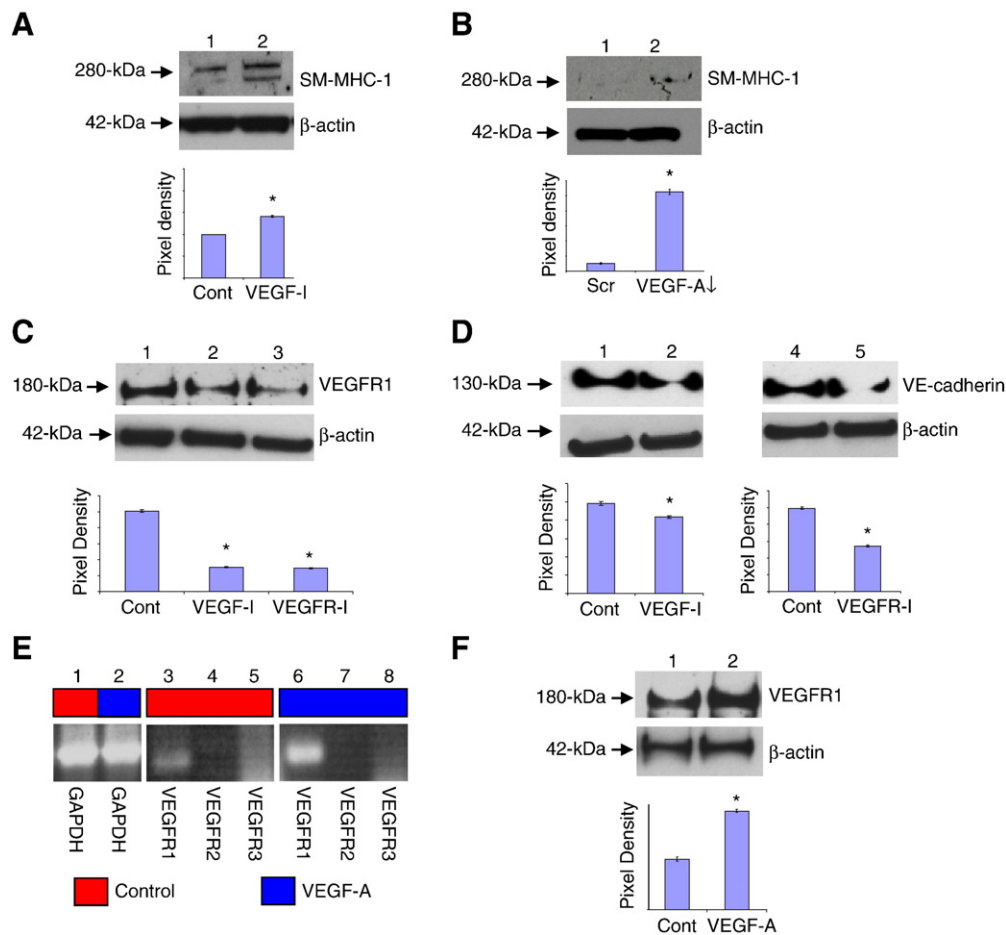 A
1 2
280-kDa
SM-MHC-1
42-kDa
β-actin
Pixel density
*
Cont VEGF-I
B
1 2
280-kDa
SM-MHC-1
42-kDa
β-actin
Pixel density
*
Scr VEGF-A↓
C
1 2 3
180-kDa
VEGFR1
42-kDa
β-actin
Pixel Density
* *
Cont VEGF-I VEGFR-I
D
1 2 4 5
130-kDa
VE-cadherin
42-kDa
β-actin
Pixel Density
*
Cont VEGF-I
Pixel Density
*
Cont VEGFR-I
E
1 2 3 4 5 6 7 8
GAPDH GAPDH VEGFR1 VEGFR2 VEGFR3 VEGFR1 VEGFR2 VEGFR3
Control VEGF-A
F
1 2
180-kDa
VEGFR1
42-kDa
β-actin
Pixel Density
*
Cont VEGF-A